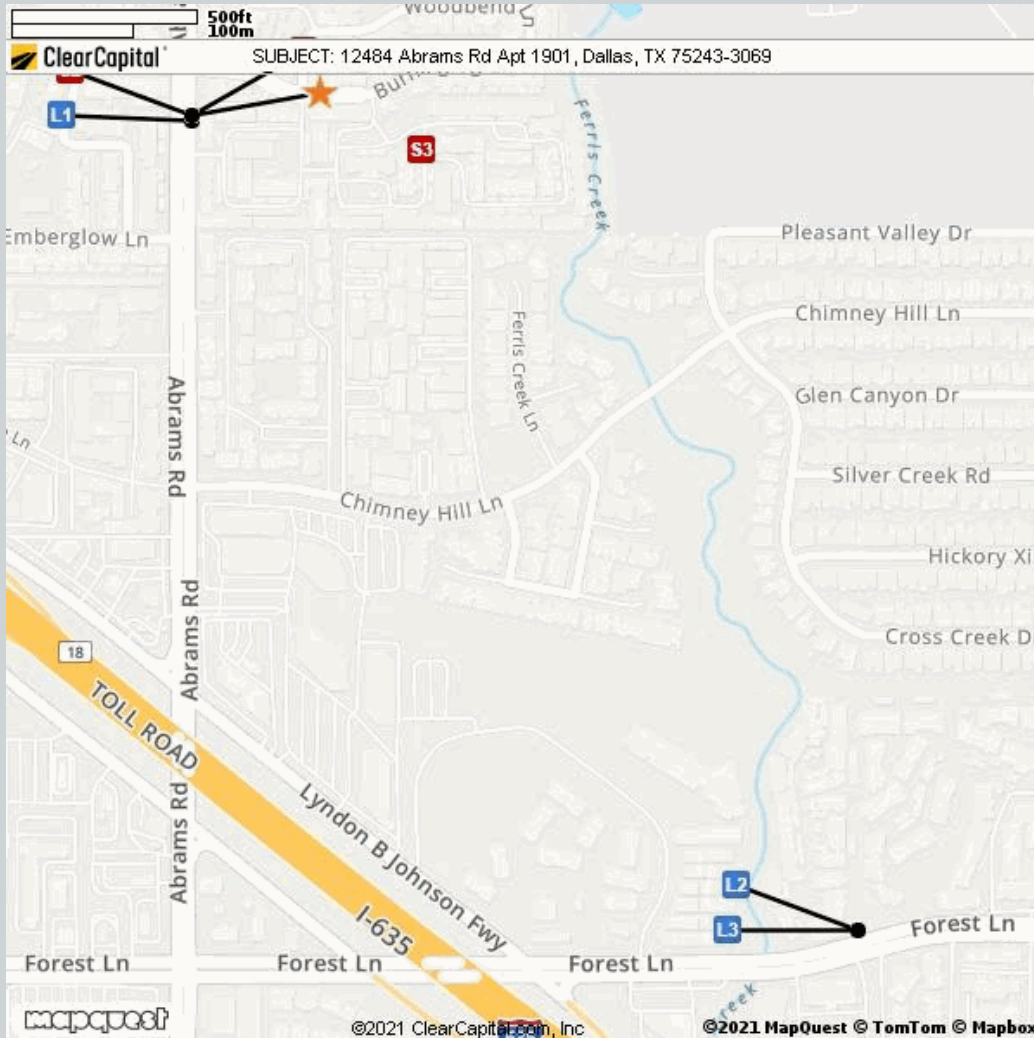 Woodbend
500ft
100m
ClearCapital
SUBJECT: 12484 Abrams Rd Apt 1901, Dallas, TX 75243-3069
L1
S3
Ferris Creek
Emberglow Ln
Pleasant Valley Dr
Chimney Hill Ln
Ferris Creek Ln
Abrams Rd
Glen Canyon Dr
Ln
Silver Creek Rd
Chimney Hill Ln
Hickory Xi
Abrams Rd
Cross Creek D
18
TOLL ROAD
Abrams Rd
Lyndon B Johnson Fwy
L2
I-635
L3
Forest Ln
Forest Ln
Forest Ln
Forest Ln
reek
mapquest
©2021 ClearCapital.com, Inc
©2021 MapQuest © TomTom © Mapbox